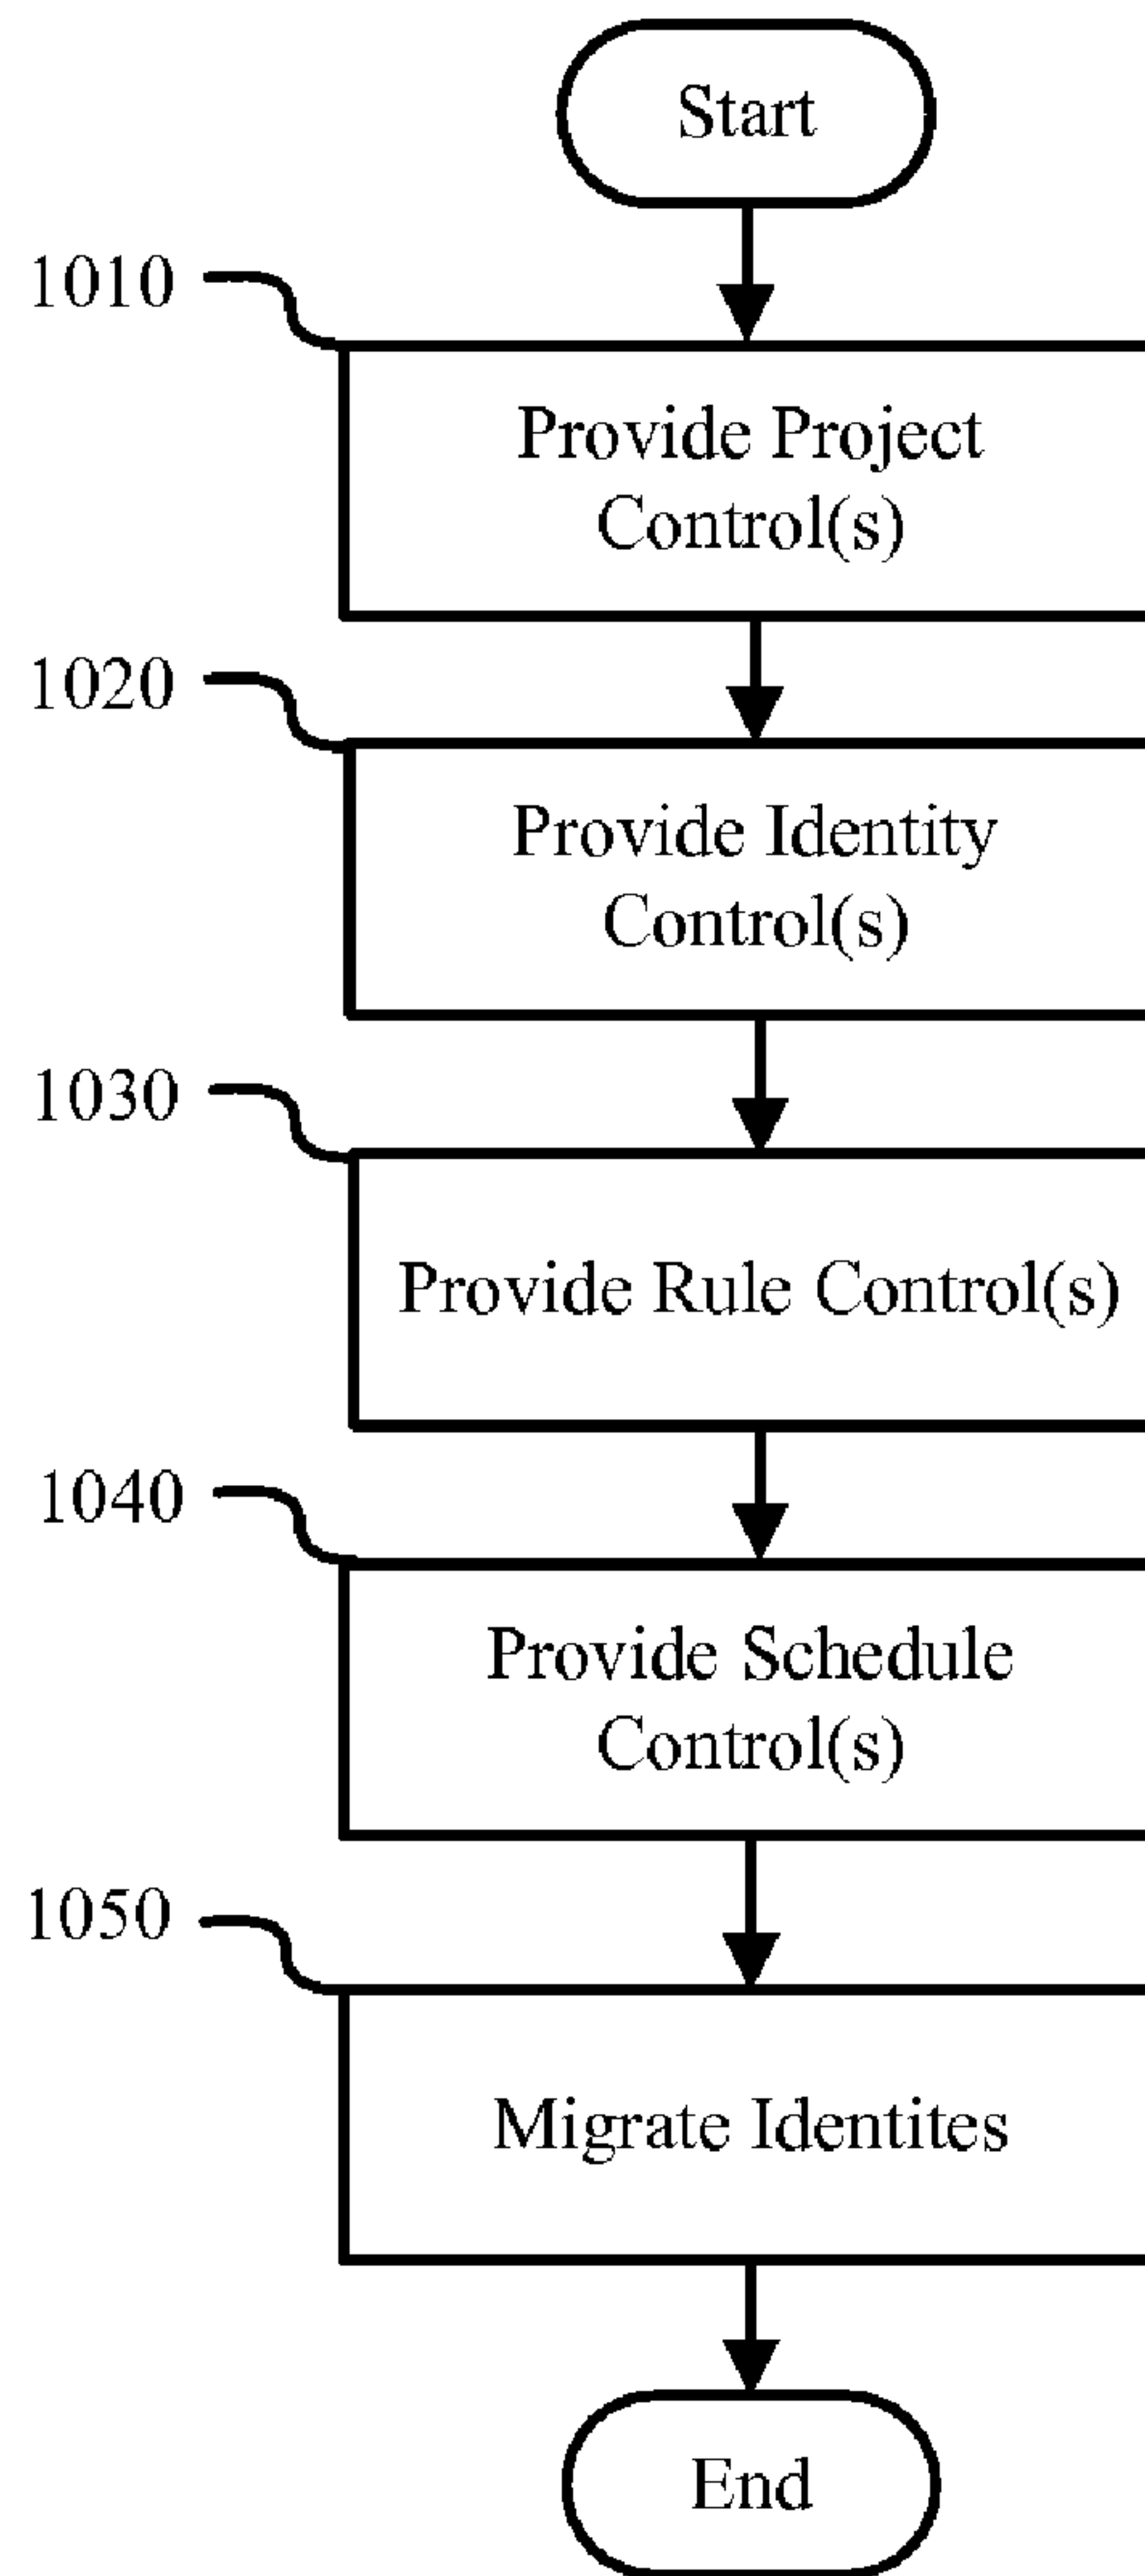 Start
1010
Provide Project
Control(s)
1020
Provide Identity
Control(s)
1030
Provide Rule Control(s)
1040
Provide Schedule
Control(s)
1050
Migrate Identites
End